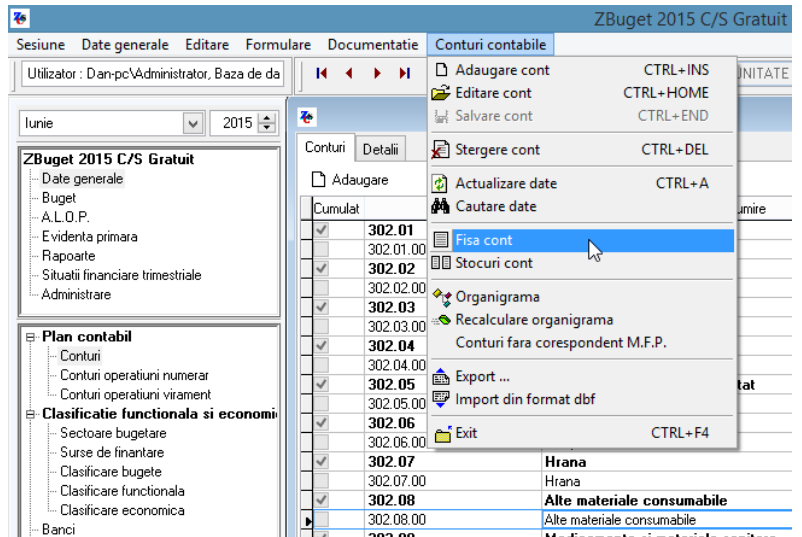 ZBuget 2015 C/S Gratuit
Sesiune Date generale Editare Formulare Documentatie Conturi contabile
Utilizator : Dan-pc\Administrator, Baza de da
UNITATE
Iunie 2015
ZBuget 2015 C/S Gratuit
Date generale
Buget
A.L.O.P.
Evidenta primara
Rapoarte
Situatii financiare trimestriale
Administrare
Plan contabil
Conturi
Conturi operatiuni numerar
Conturi operatiuni virament
Clasificatie functionala si economi
Sectoare bugetare
Surse de finantare
Clasificare bugete
Clasificare functionala
Clasificare economica
Banci
Adaugare cont CTRL+INS
Editare cont CTRL+HOME
Salvare cont CTRL+END
Stergere cont CTRL+DEL
Actualizare date CTRL+A
Cautare date
Fisa cont
Stocuri cont
Organigrama
Recalculare organigrama
Conturi fara corespondent M.F.P.
Export ...
Import din format dbf
Exit CTRL+F4
Conturi Detalii
Adaugare
Cumulat
302.01
302.01.00
302.02
302.02.00
302.03
302.03.00
302.04
302.04.00
302.05
302.05.00
302.06
302.06.00
302.07 Hrana
302.07.00 Hrana
302.08 Alte materiale consumabile
302.08.00 Alte materiale consumabile